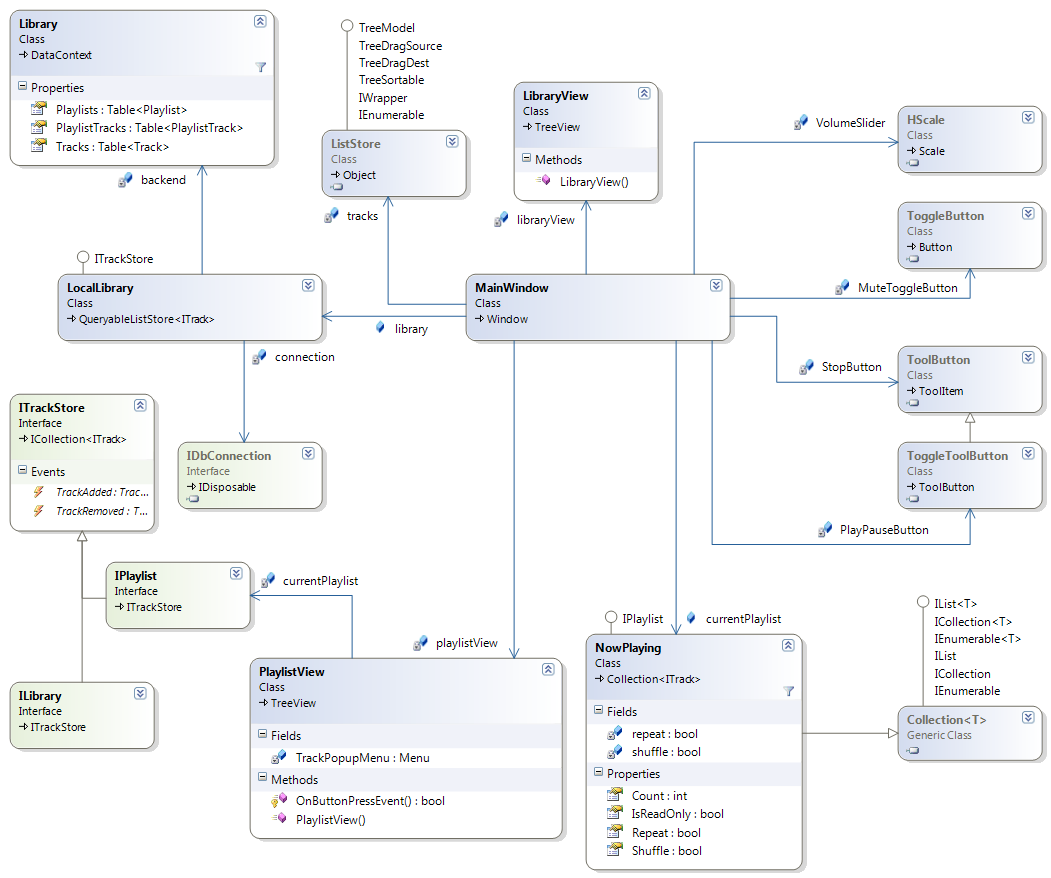 Library
Class
DataContext
Properties
Playlists : Table<Playlist>
PlaylistTracks : Table<PlaylistTrack>
Tracks : Table<Track>
backend
TreeModel
TreeDragSource
TreeDragDest
TreeSortable
IWrapper
IEnumerable
ListStore
Class
Object
tracks
LibraryView
Class
TreeView
Methods
LibraryView()
libraryView
VolumeSlider
HScale
Class
Scale
ToggleButton
Class
Button
MuteToggleButton
ITrackStore
LocalLibrary
Class
QueryableListStore<ITrack>
library
MainWindow
Class
Window
connection
StopButton
ToolButton
Class
ToolItem
ITrackStore
Interface
ICollection<ITrack>
Events
TrackAdded : Trac...
TrackRemoved : T...
IDbConnection
Interface
IDisposable
ToggleToolButton
Class
ToolButton
PlayPauseButton
IPlaylist
Interface
ITrackStore
currentPlaylist
playlistView
IPlaylist
currentPlaylist
IList<T>
ICollection<T>
IEnumerable<T>
IList
ICollection
IEnumerable
ILibrary
Interface
ITrackStore
PlaylistView
Class
TreeView
Fields
TrackPopupMenu : Menu
Methods
OnButtonPressEvent() : bool
PlaylistView()
NowPlaying
Class
Collection<ITrack>
Fields
repeat : bool
shuffle : bool
Properties
Count : int
IsReadOnly : bool
Repeat : bool
Shuffle : bool
Collection<T>
Generic Class